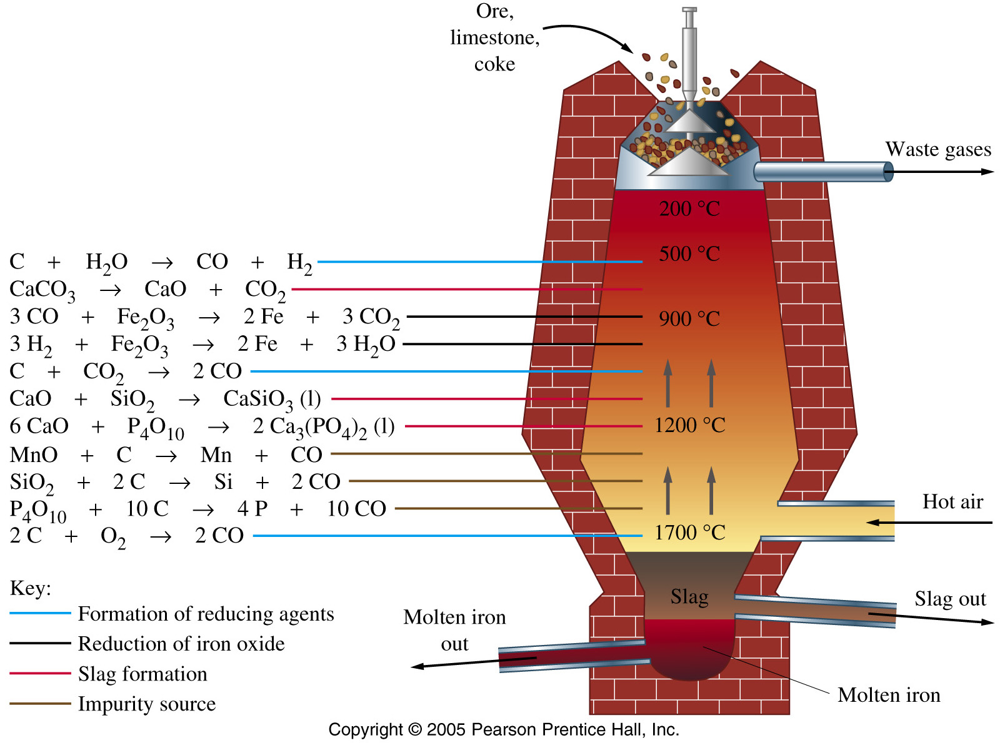 Ore,
limestone,
coke
Waste gases
200 °C
500 °C
C + H₂O → CO + H₂
CaCO₃ → CaO + CO₂
3 CO + Fe₂O₃ → 2 Fe + 3 CO₂
900 °C
3 H₂ + Fe₂O₃ → 2 Fe + 3 H₂O
C + CO₂ → 2 CO
CaO + SiO₂ → CaSiO₃ (l)
6 CaO + P₄O₁₀ → 2 Ca₃(PO₄)₂ (l)
1200 °C
MnO + C → Mn + CO
SiO₂ + 2 C → Si + 2 CO
P₄O₁₀ + 10 C → 4 P + 10 CO
Hot air
2 C + O₂ → 2 CO
1700 °C
Key:
Formation of reducing agents
Reduction of iron oxide
Slag formation
Impurity source
Slag
Slag out
Molten iron
out
Molten iron
Copyright © 2005 Pearson Prentice Hall, Inc.